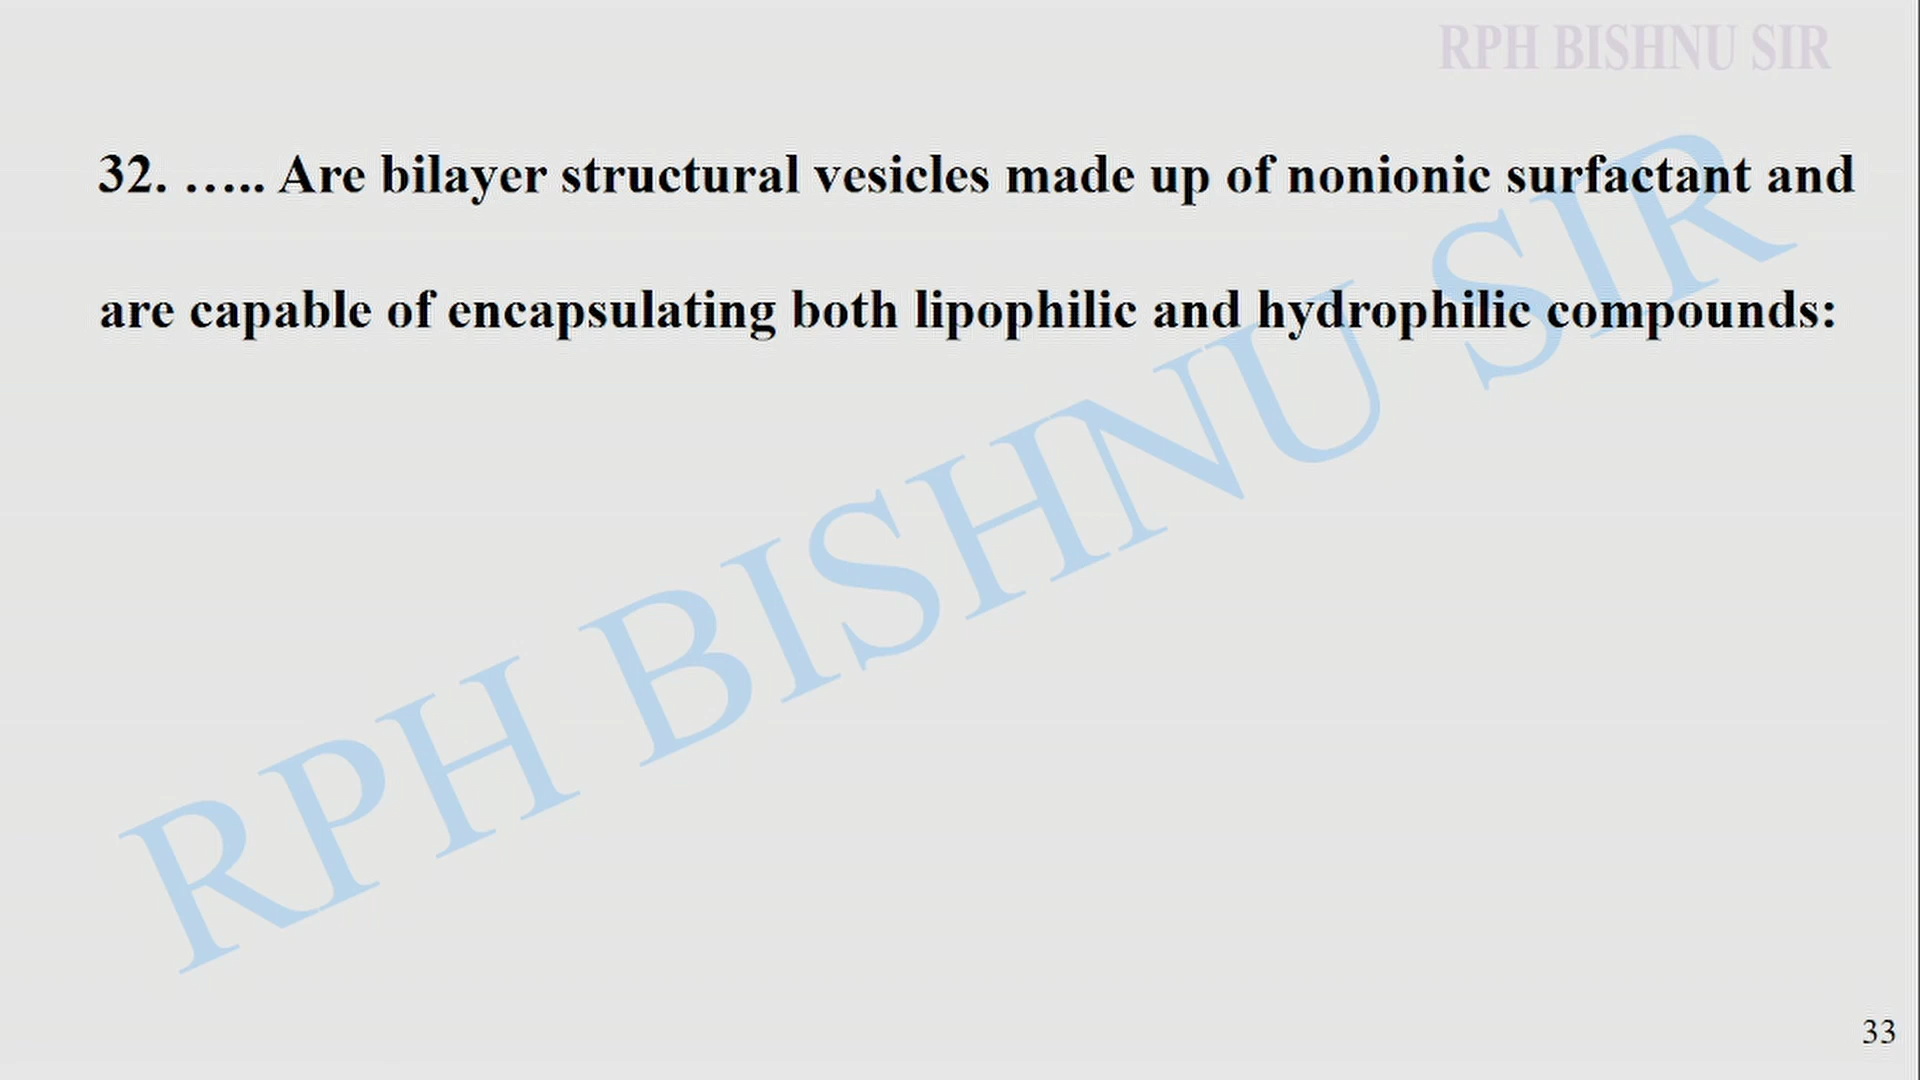 RPH BISHNU SIR
32. ….. Are bilayer structural vesicles made up of nonionic surfactant and
are capable of encapsulating both lipophilic and hydrophilic compounds:
RPH BISHNU SIR
33